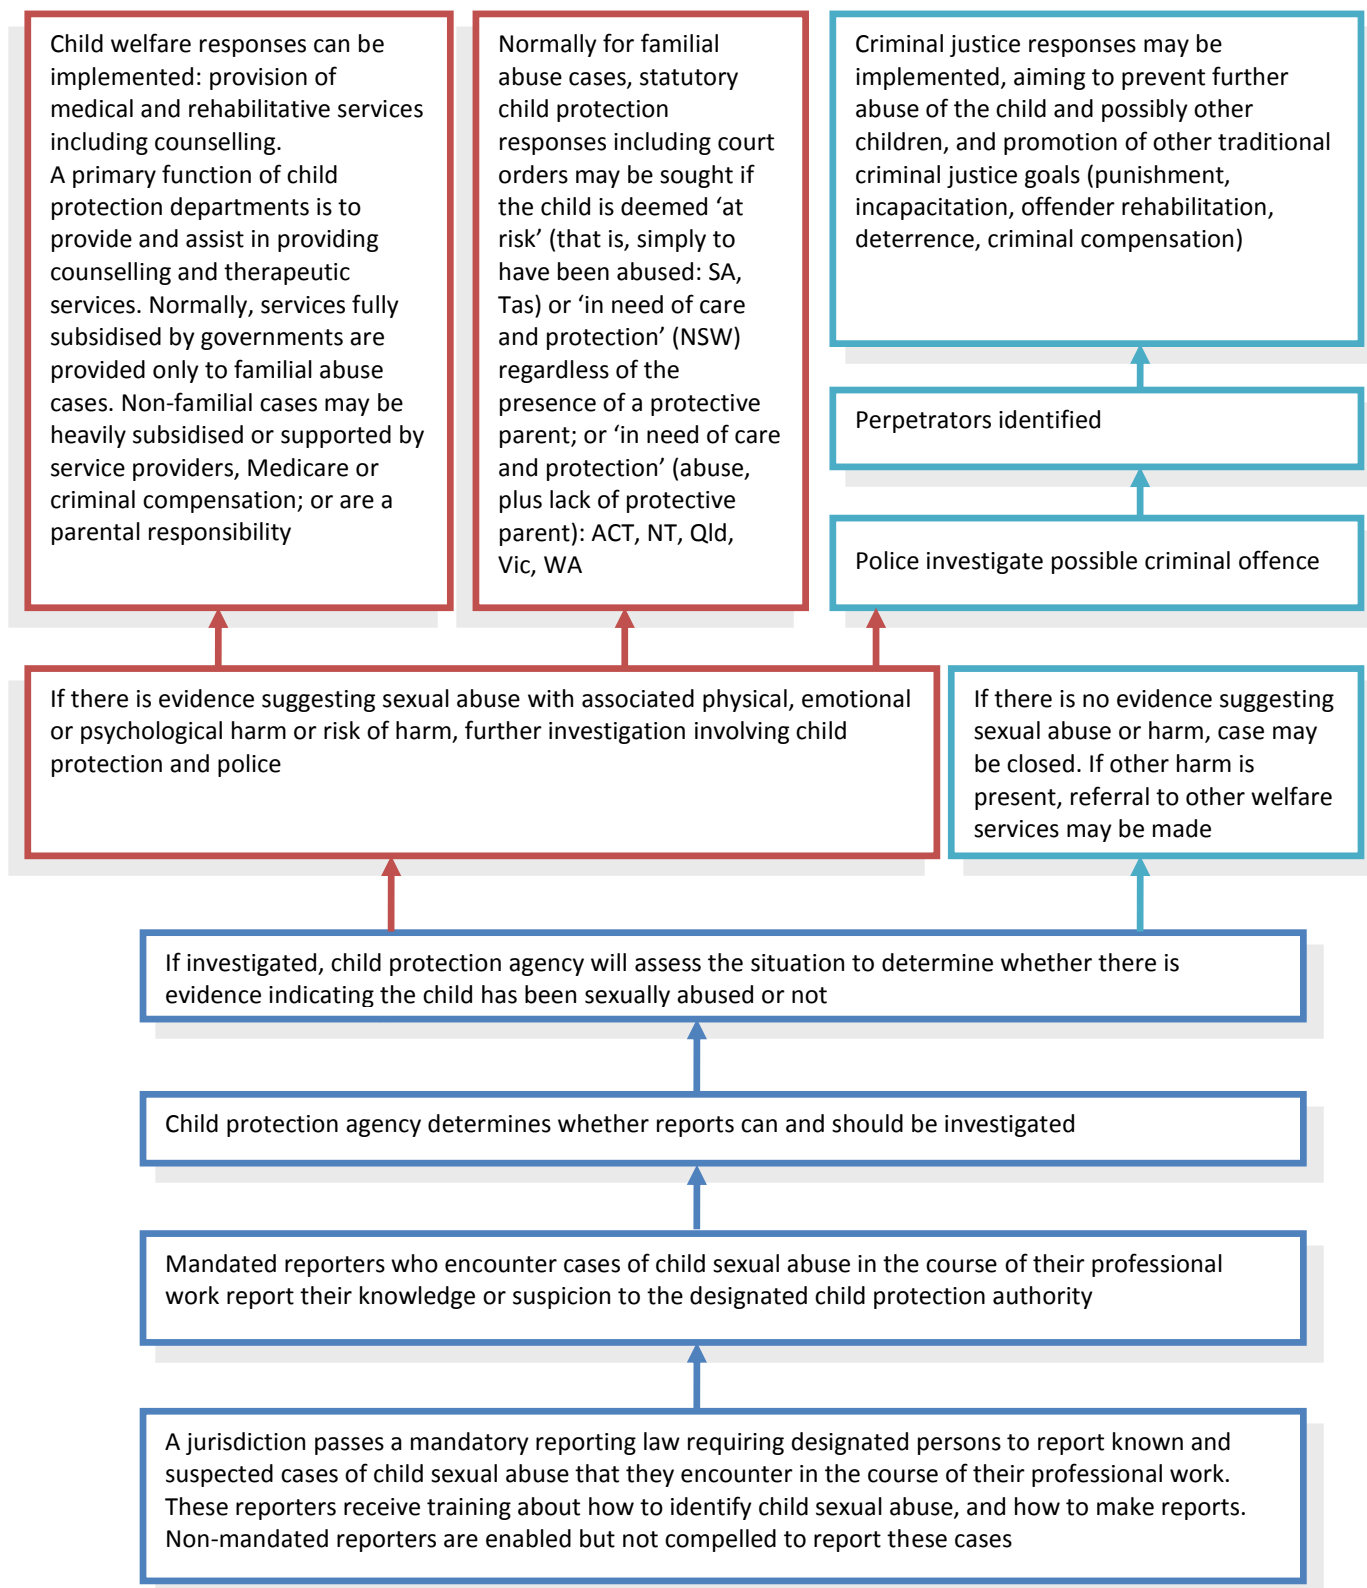 Child welfare responses can be
implemented: provision of
medical and rehabilitative services
including counselling.
A primary function of child
protection departments is to
provide and assist in providing
counselling and therapeutic
services. Normally, services fully
subsidised by governments are
provided only to familial abuse
cases. Non-familial cases may be
heavily subsidised or supported by
service providers, Medicare or
criminal compensation; or are a
parental responsibility
Normally for familial
abuse cases, statutory
child protection
responses including court
orders may be sought if
the child is deemed ‘at
risk’ (that is, simply to
have been abused: SA,
Tas) or ‘in need of care
and protection’ (NSW)
regardless of the
presence of a protective
parent; or ‘in need of care
and protection’ (abuse,
plus lack of protective
parent): ACT, NT, Qld,
Vic, WA
Criminal justice responses may be
implemented, aiming to prevent further
abuse of the child and possibly other
children, and promotion of other traditional
criminal justice goals (punishment,
incapacitation, offender rehabilitation,
deterrence, criminal compensation)
Perpetrators identified
Police investigate possible criminal offence
If there is evidence suggesting sexual abuse with associated physical, emotional
or psychological harm or risk of harm, further investigation involving child
protection and police
If there is no evidence suggesting
sexual abuse or harm, case may
be closed. If other harm is
present, referral to other welfare
services may be made
If investigated, child protection agency will assess the situation to determine whether there is
evidence indicating the child has been sexually abused or not
Child protection agency determines whether reports can and should be investigated
Mandated reporters who encounter cases of child sexual abuse in the course of their professional
work report their knowledge or suspicion to the designated child protection authority
A jurisdiction passes a mandatory reporting law requiring designated persons to report known and
suspected cases of child sexual abuse that they encounter in the course of their professional work.
These reporters receive training about how to identify child sexual abuse, and how to make reports.
Non-mandated reporters are enabled but not compelled to report these cases